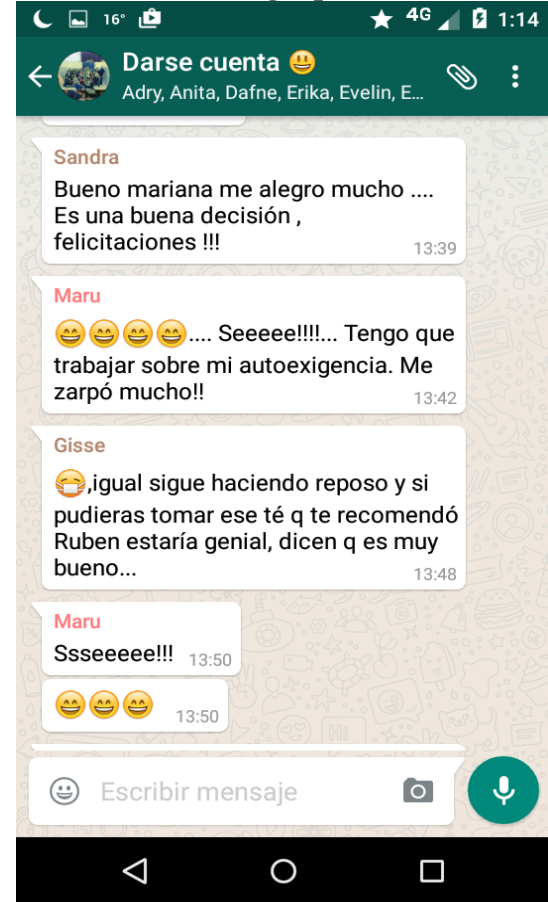 16° 4G 1:14
Darse cuenta 😃
Adry, Anita, Dafne, Erika, Evelin, E...
Sandra
Bueno mariana me alegro mucho ....
Es una buena decisión ,
felicitaciones !!!
13:39
Maru
😄😄😄😄.... Seeeee!!!!... Tengo que
trabajar sobre mi autoexigencia. Me
zarpó mucho!!
13:42
Gisse
😷,igual sigue haciendo reposo y si
pudieras tomar ese té q te recomendó
Ruben estaría genial, dicen q es muy
bueno...
13:48
Maru
Ssseeeee!!! 13:50
😄😄😄 13:50
Escribir mensaje